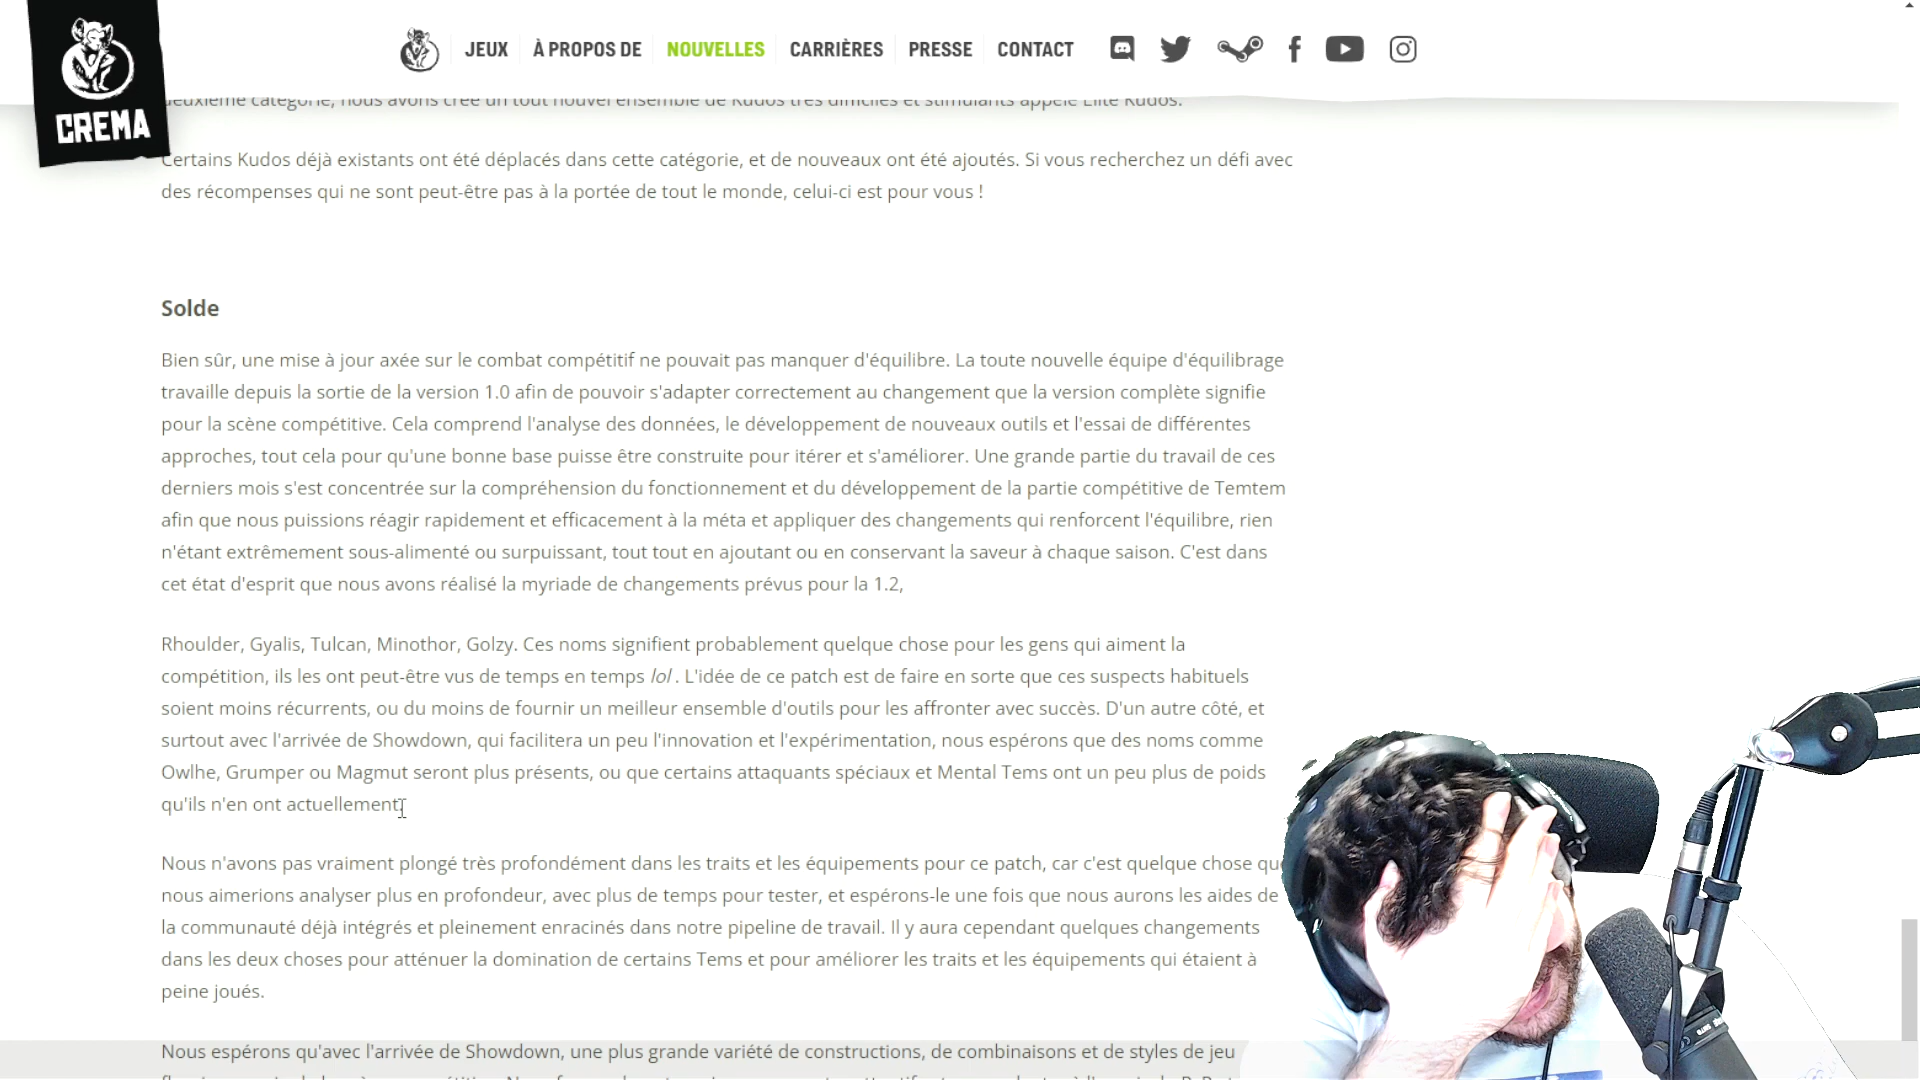 CREMA
JEUX
À PROPOS DE
NOUVELLES
CARRIÈRES
PRESSE
CONTACT
deuxième catégorie, nous avons créé un tout nouvel ensemble de Kudos très difficiles et stimulants appelé Elite Kudos.
Certains Kudos déjà existants ont été déplacés dans cette catégorie, et de nouveaux ont été ajoutés. Si vous recherchez un défi avec
des récompenses qui ne sont peut-être pas à la portée de tout le monde, celui-ci est pour vous !
Solde
Bien sûr, une mise à jour axée sur le combat compétitif ne pouvait pas manquer d'équilibre. La toute nouvelle équipe d'équilibrage
travaille depuis la sortie de la version 1.0 afin de pouvoir s'adapter correctement au changement que la version complète signifie
pour la scène compétitive. Cela comprend l'analyse des données, le développement de nouveaux outils et l'essai de différentes
approches, tout cela pour qu'une bonne base puisse être construite pour itérer et s'améliorer. Une grande partie du travail de ces
derniers mois s'est concentrée sur la compréhension du fonctionnement et du développement de la partie compétitive de Temtem
afin que nous puissions réagir rapidement et efficacement à la méta et appliquer des changements qui renforcent l'équilibre, rien
n'étant extrêmement sous-alimenté ou surpuissant, tout tout en ajoutant ou en conservant la saveur à chaque saison. C'est dans
cet état d'esprit que nous avons réalisé la myriade de changements prévus pour la 1.2,
Rhoulder, Gyalis, Tulcan, Minothor, Golzy. Ces noms signifient probablement quelque chose pour les gens qui aiment la
compétition, ils les ont peut-être vus de temps en temps lol . L'idée de ce patch est de faire en sorte que ces suspects habituels
soient moins récurrents, ou du moins de fournir un meilleur ensemble d'outils pour les affronter avec succès. D'un autre côté, et
surtout avec l'arrivée de Showdown, qui facilitera un peu l'innovation et l'expérimentation, nous espérons que des noms comme
Owlhe, Grumper ou Magmut seront plus présents, ou que certains attaquants spéciaux et Mental Tems ont un peu plus de poids
qu'ils n'en ont actuellement.
Nous n'avons pas vraiment plongé très profondément dans les traits et les équipements pour ce patch, car c'est quelque chose que
nous aimerions analyser plus en profondeur, avec plus de temps pour tester, et espérons-le une fois que nous aurons les aides de
la communauté déjà intégrés et pleinement enracinés dans notre pipeline de travail. Il y aura cependant quelques changements
dans les deux choses pour atténuer la domination de certains Tems et pour améliorer les traits et les équipements qui étaient à
peine joués.
Nous espérons qu'avec l'arrivée de Showdown, une plus grande variété de constructions, de combinaisons et de styles de jeu